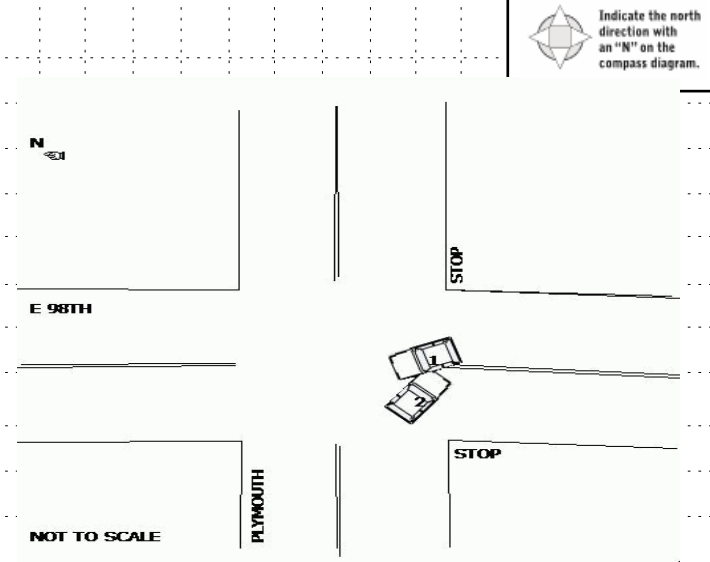 Indicate the north
direction with
an “N” on the
compass diagram.
N
STOP
E 98TH
1
2
STOP
PLYMOUTH
NOT TO SCALE